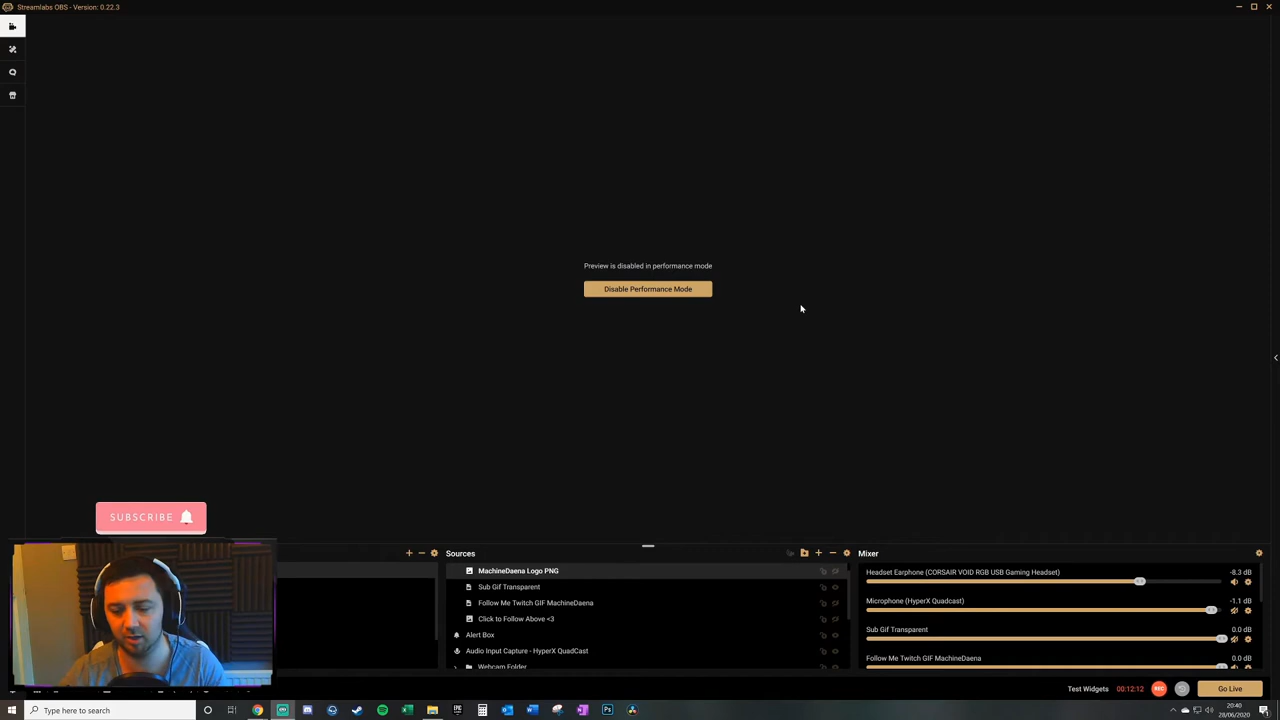 Streamlabs OBS - Version: 0.22.3
Preview is disabled in performance mode
Disable Performance Mode
SUBSCRIBE
Sources
Mixer
MachineDaena Logo PNG
Sub Gif Transparent
Follow Me Twitch GIF MachineDaena
Click to Follow Above <3
Alert Box
Audio Input Capture - HyperX QuadCast
Webcam Folder
Headset Earphone (CORSAIR VOID RGB USB Gaming Headset)
-8.3 dB
Microphone (HyperX Quadcast)
-1.1 dB
Sub Gif Transparent
0.0 dB
Follow Me Twitch GIF MachineDaena
0.0 dB
Test Widgets
00:12:12
REC
Go Live
Type here to search
20:40
28/06/2020